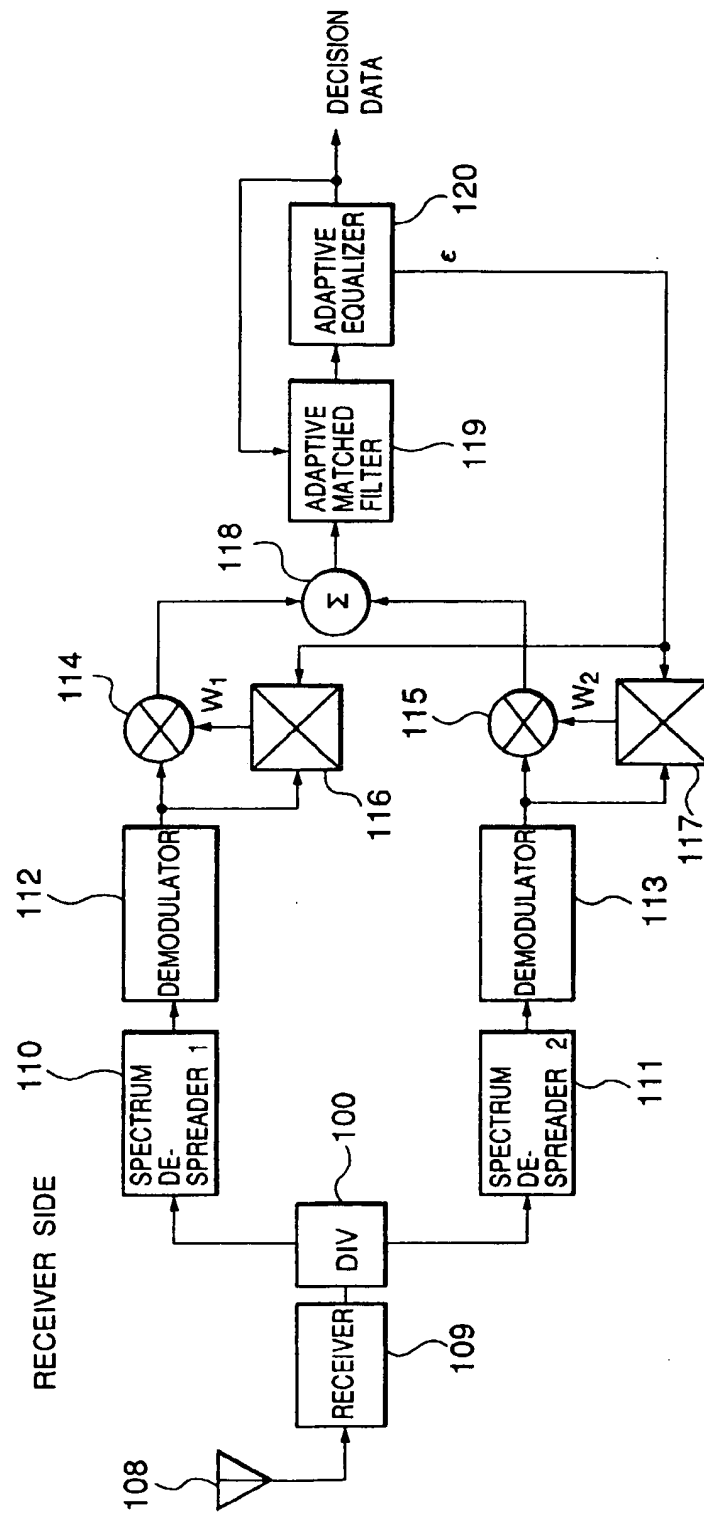 RECEIVER SIDE
108
RECEIVER
109
DIV
100
110
SPECTRUM
DE-
SPREADER 1
SPECTRUM
DE-
SPREADER 2
111
112
DEMODULATOR
DEMODULATOR
113
114
W1
116
115
W2
117
118
Σ
ADAPTIVE
MATCHED
FILTER
119
ADAPTIVE
EQUALIZER
120
ε
DECISION
DATA